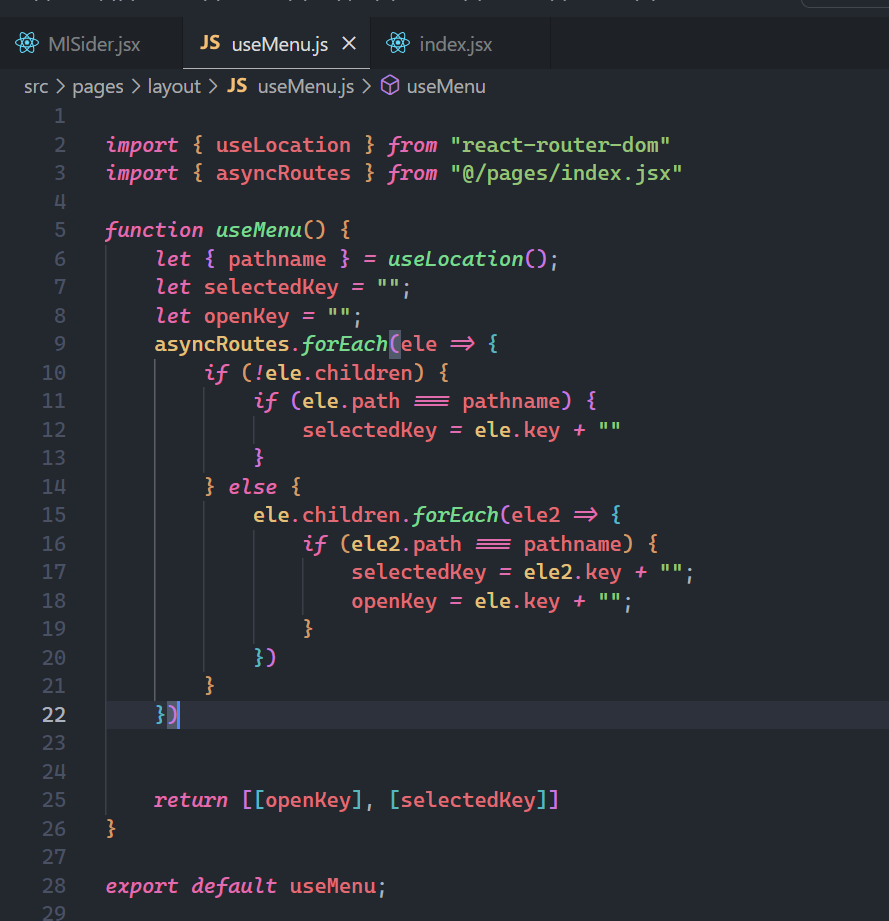 MlSider.jsx JS useMenu.js × index.jsx
src > pages > layout > JS useMenu.js > useMenu
1
2 import { useLocation } from "react-router-dom"
3 import { asyncRoutes } from "@/pages/index.jsx"
4
5 function useMenu() {
6     let { pathname } = useLocation();
7     let selectedKey = "";
8     let openKey = "";
9     asyncRoutes.forEach(ele => {
10         if (!ele.children) {
11             if (ele.path === pathname) {
12                 selectedKey = ele.key + ""
13             }
14         } else {
15             ele.children.forEach(ele2 => {
16                 if (ele2.path === pathname) {
17                     selectedKey = ele2.key + "";
18                     openKey = ele.key + "";
19                 }
20             })
21         }
22     })
23
24
25     return [[openKey], [selectedKey]]
26 }
27
28 export default useMenu;
29